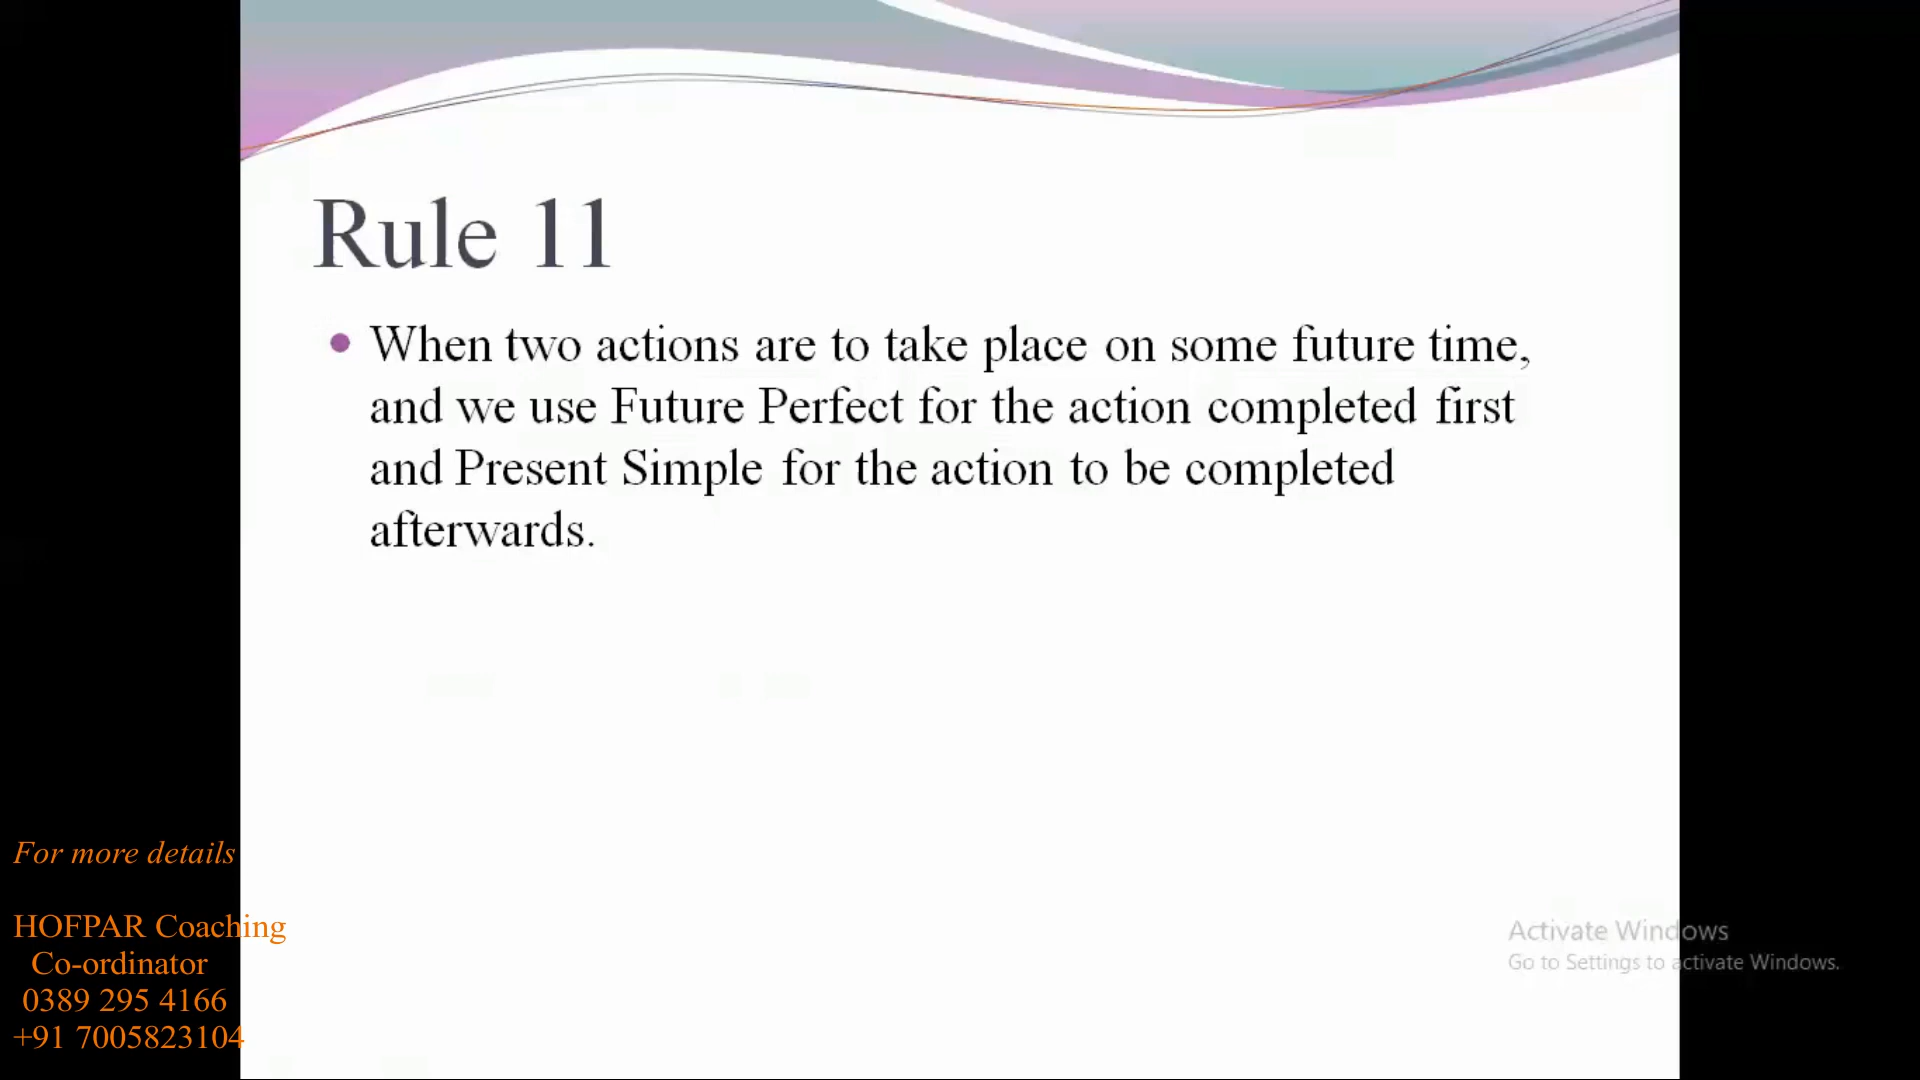 Rule 11
When two actions are to take place on some future time,
and we use Future Perfect for the action completed first
and Present Simple for the action to be completed
afterwards.
For more details
HOFPAR Coaching
Co-ordinator
0389 295 4166
+91 7005823104
Activate Windows
Go to Settings to activate Windows.